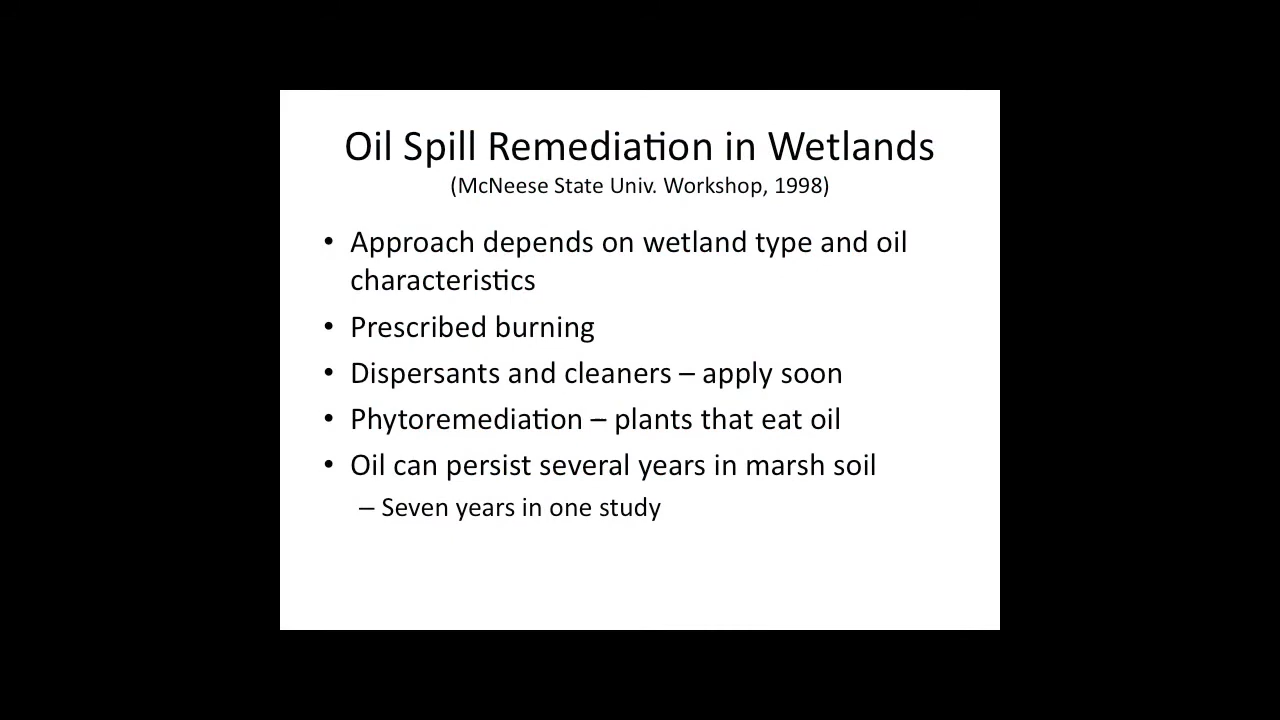 Oil Spill Remediation in Wetlands
(McNeese State Univ. Workshop, 1998)
• Approach depends on wetland type and oil
characteristics
• Prescribed burning
• Dispersants and cleaners – apply soon
• Phytoremediation – plants that eat oil
• Oil can persist several years in marsh soil
– Seven years in one study